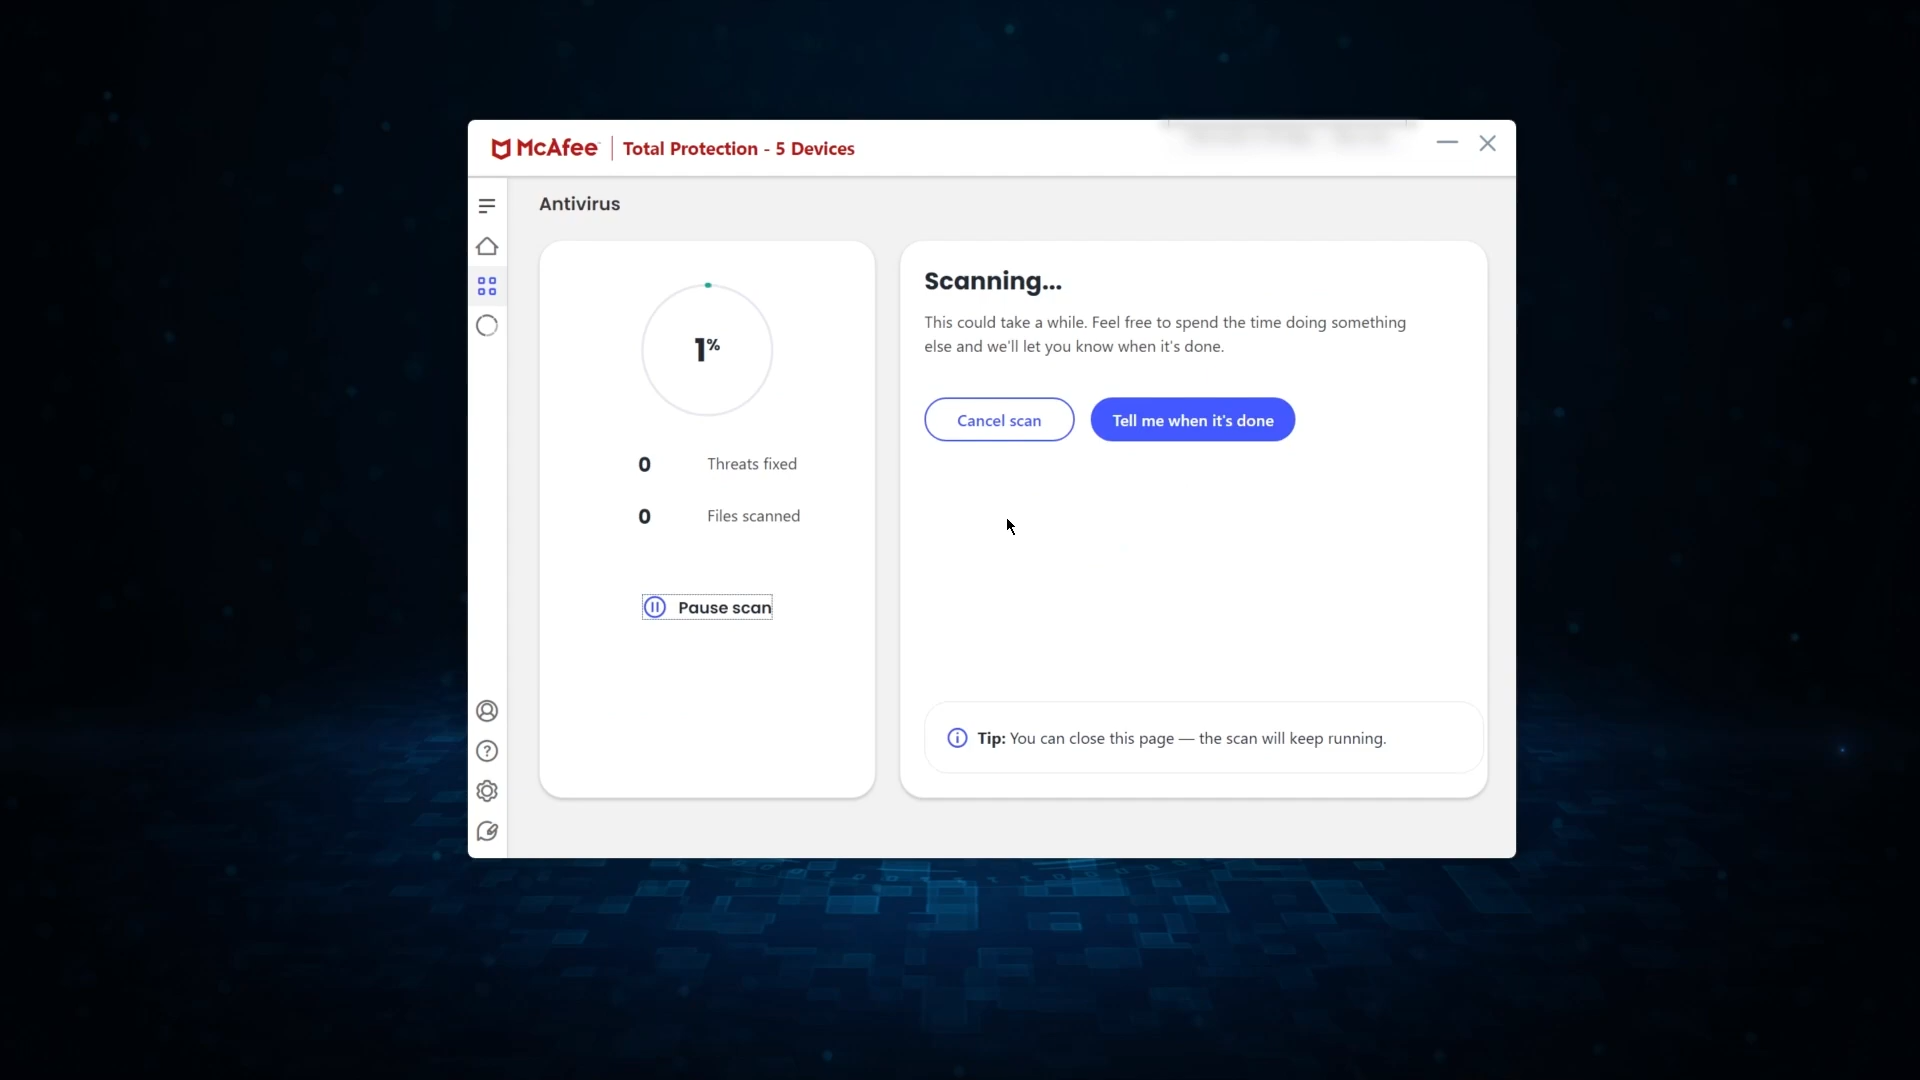 McAfee
Total Protection - 5 Devices
Antivirus
1%
0 Threats fixed
0 Files scanned
Pause scan
Scanning...
This could take a while. Feel free to spend the time doing something
else and we'll let you know when it's done.
Cancel scan
Tell me when it's done
Tip: You can close this page — the scan will keep running.